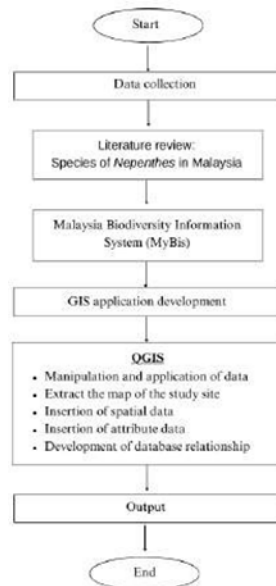 Start
Data collection
Literature review:
Species of Nepenthes in Malaysia
Malaysia Biodiversity Information
System (MyBis)
GIS application development
QGIS
• Manipulation and application of data
• Extract the map of the study site
• Insertion of spatial data
• Insertion of attribute data
• Development of database relationship
Output
End